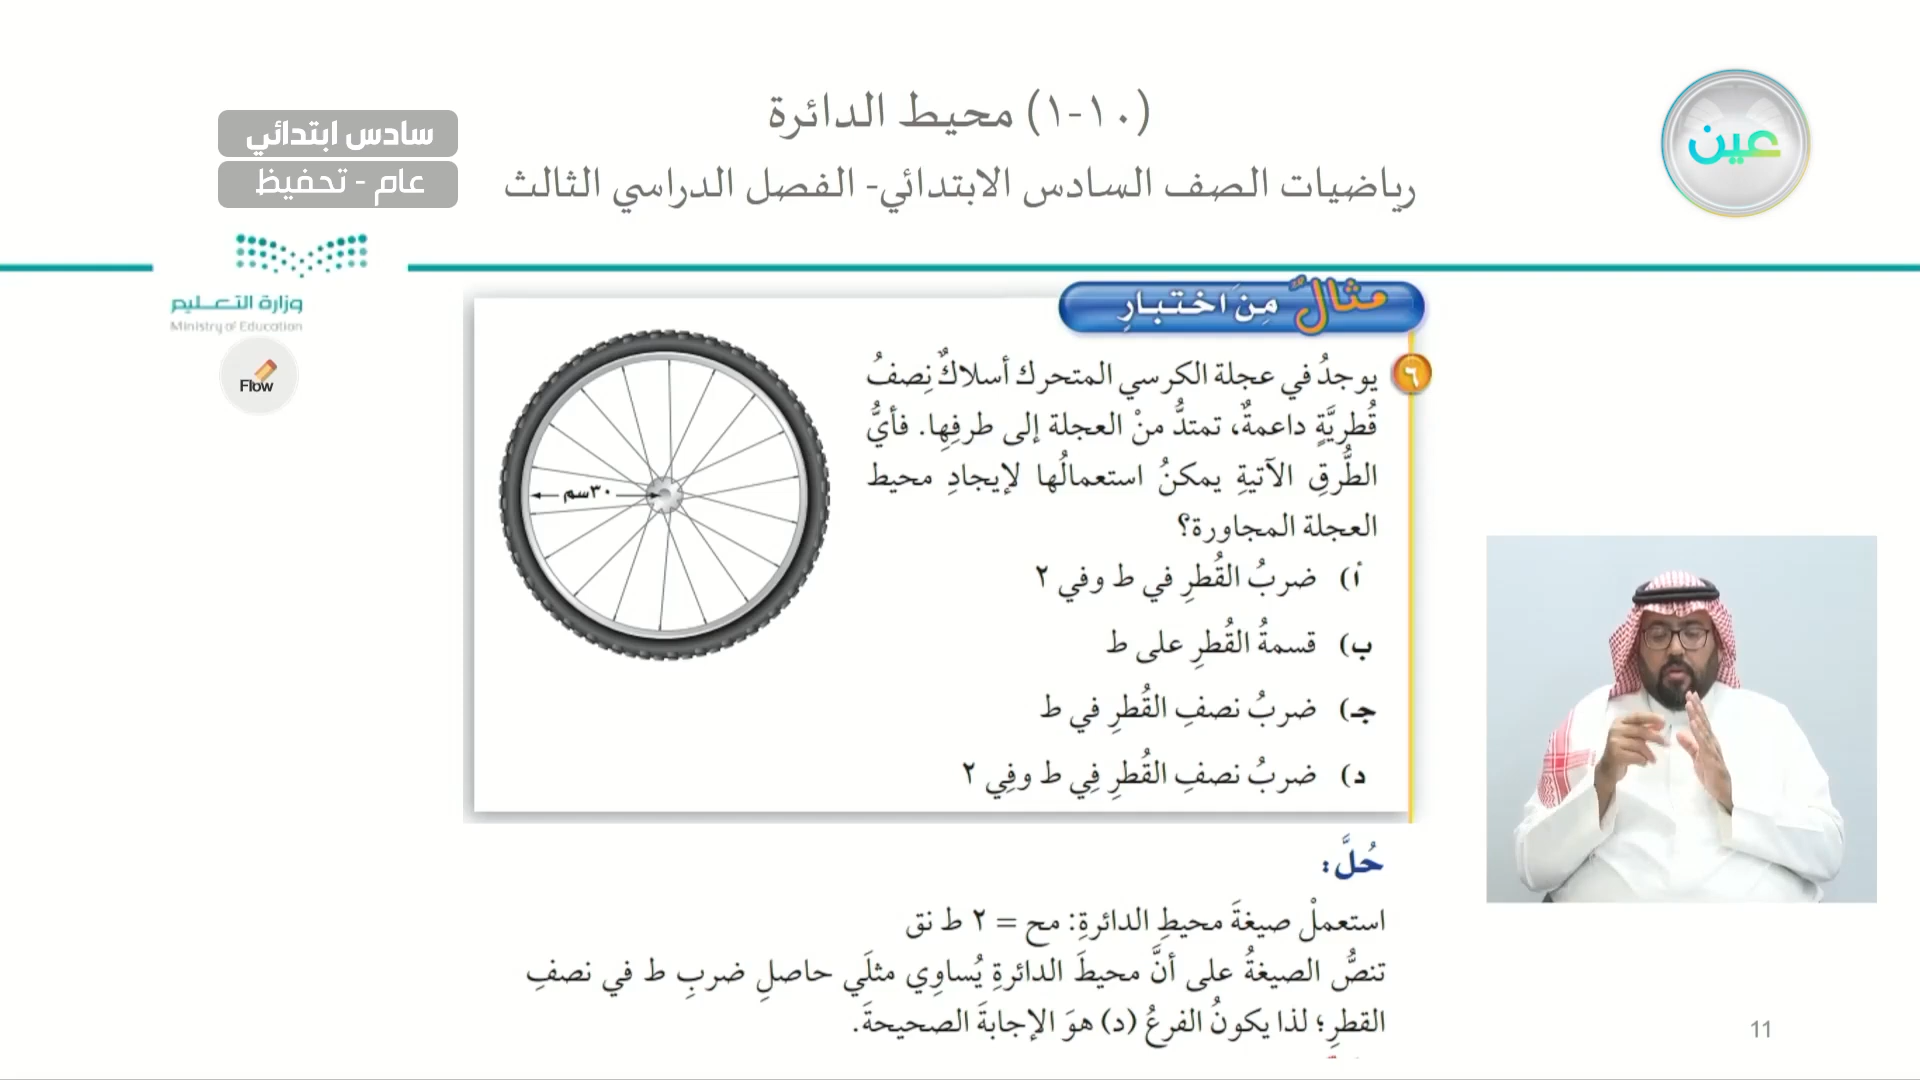 (١٠-١) محيط الدائرة
رياضيات الصف السادس الابتدائي- الفصل الدراسي الثالث
عين
سادس ابتدائي
عام - تحفيظ
وزارة التعليم
Ministry of Education
Flow
مثالٌ مِنَ اختبارِ
٦
يوجدُ في عجلة الكرسي المتحرك أسلاكٌ نِصفُ
قُطريَّةٍ داعمةٌ، تمتدُّ منْ العجلة إلى طرفِها. فأيُّ
الطُّرقِ الآتيةِ يمكنُ استعمالُها لإيجادِ محيط
العجلة المجاورة؟
أ) ضربُ القُطرِ في ط وفي ٢
ب) قسمةُ القُطرِ على ط
جـ) ضربُ نصفِ القُطرِ في ط
د) ضربُ نصفِ القُطرِ فِي ط وفِي ٢
٣٠سم
حُلَّ:
استعملْ صيغةَ محيطِ الدائرةِ: مح = ٢ ط نق
تنصُّ الصيغةُ على أنَّ محيطَ الدائرةِ يُساوِي مثلَي حاصلِ ضربِ ط في نصفِ
القطرِ؛ لذا يكونُ الفرعُ (د) هوَ الإجابةَ الصحيحةَ.
11